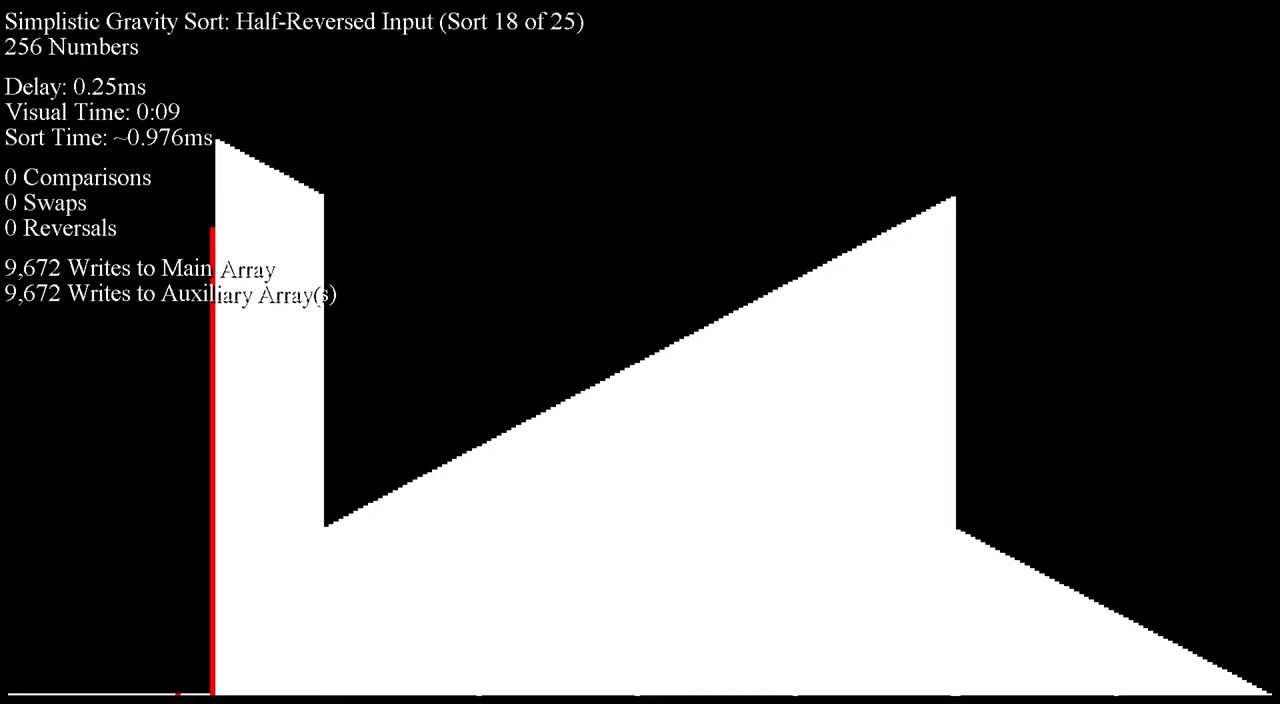 Simplistic Gravity Sort: Half-Reversed Input (Sort 18 of 25)
256 Numbers
Delay: 0.25ms
Visual Time: 0:09
Sort Time: ~0.976ms
0 Comparisons
0 Swaps
0 Reversals
9,672 Writes to Main Array
9,672 Writes to Auxiliary Array(s)